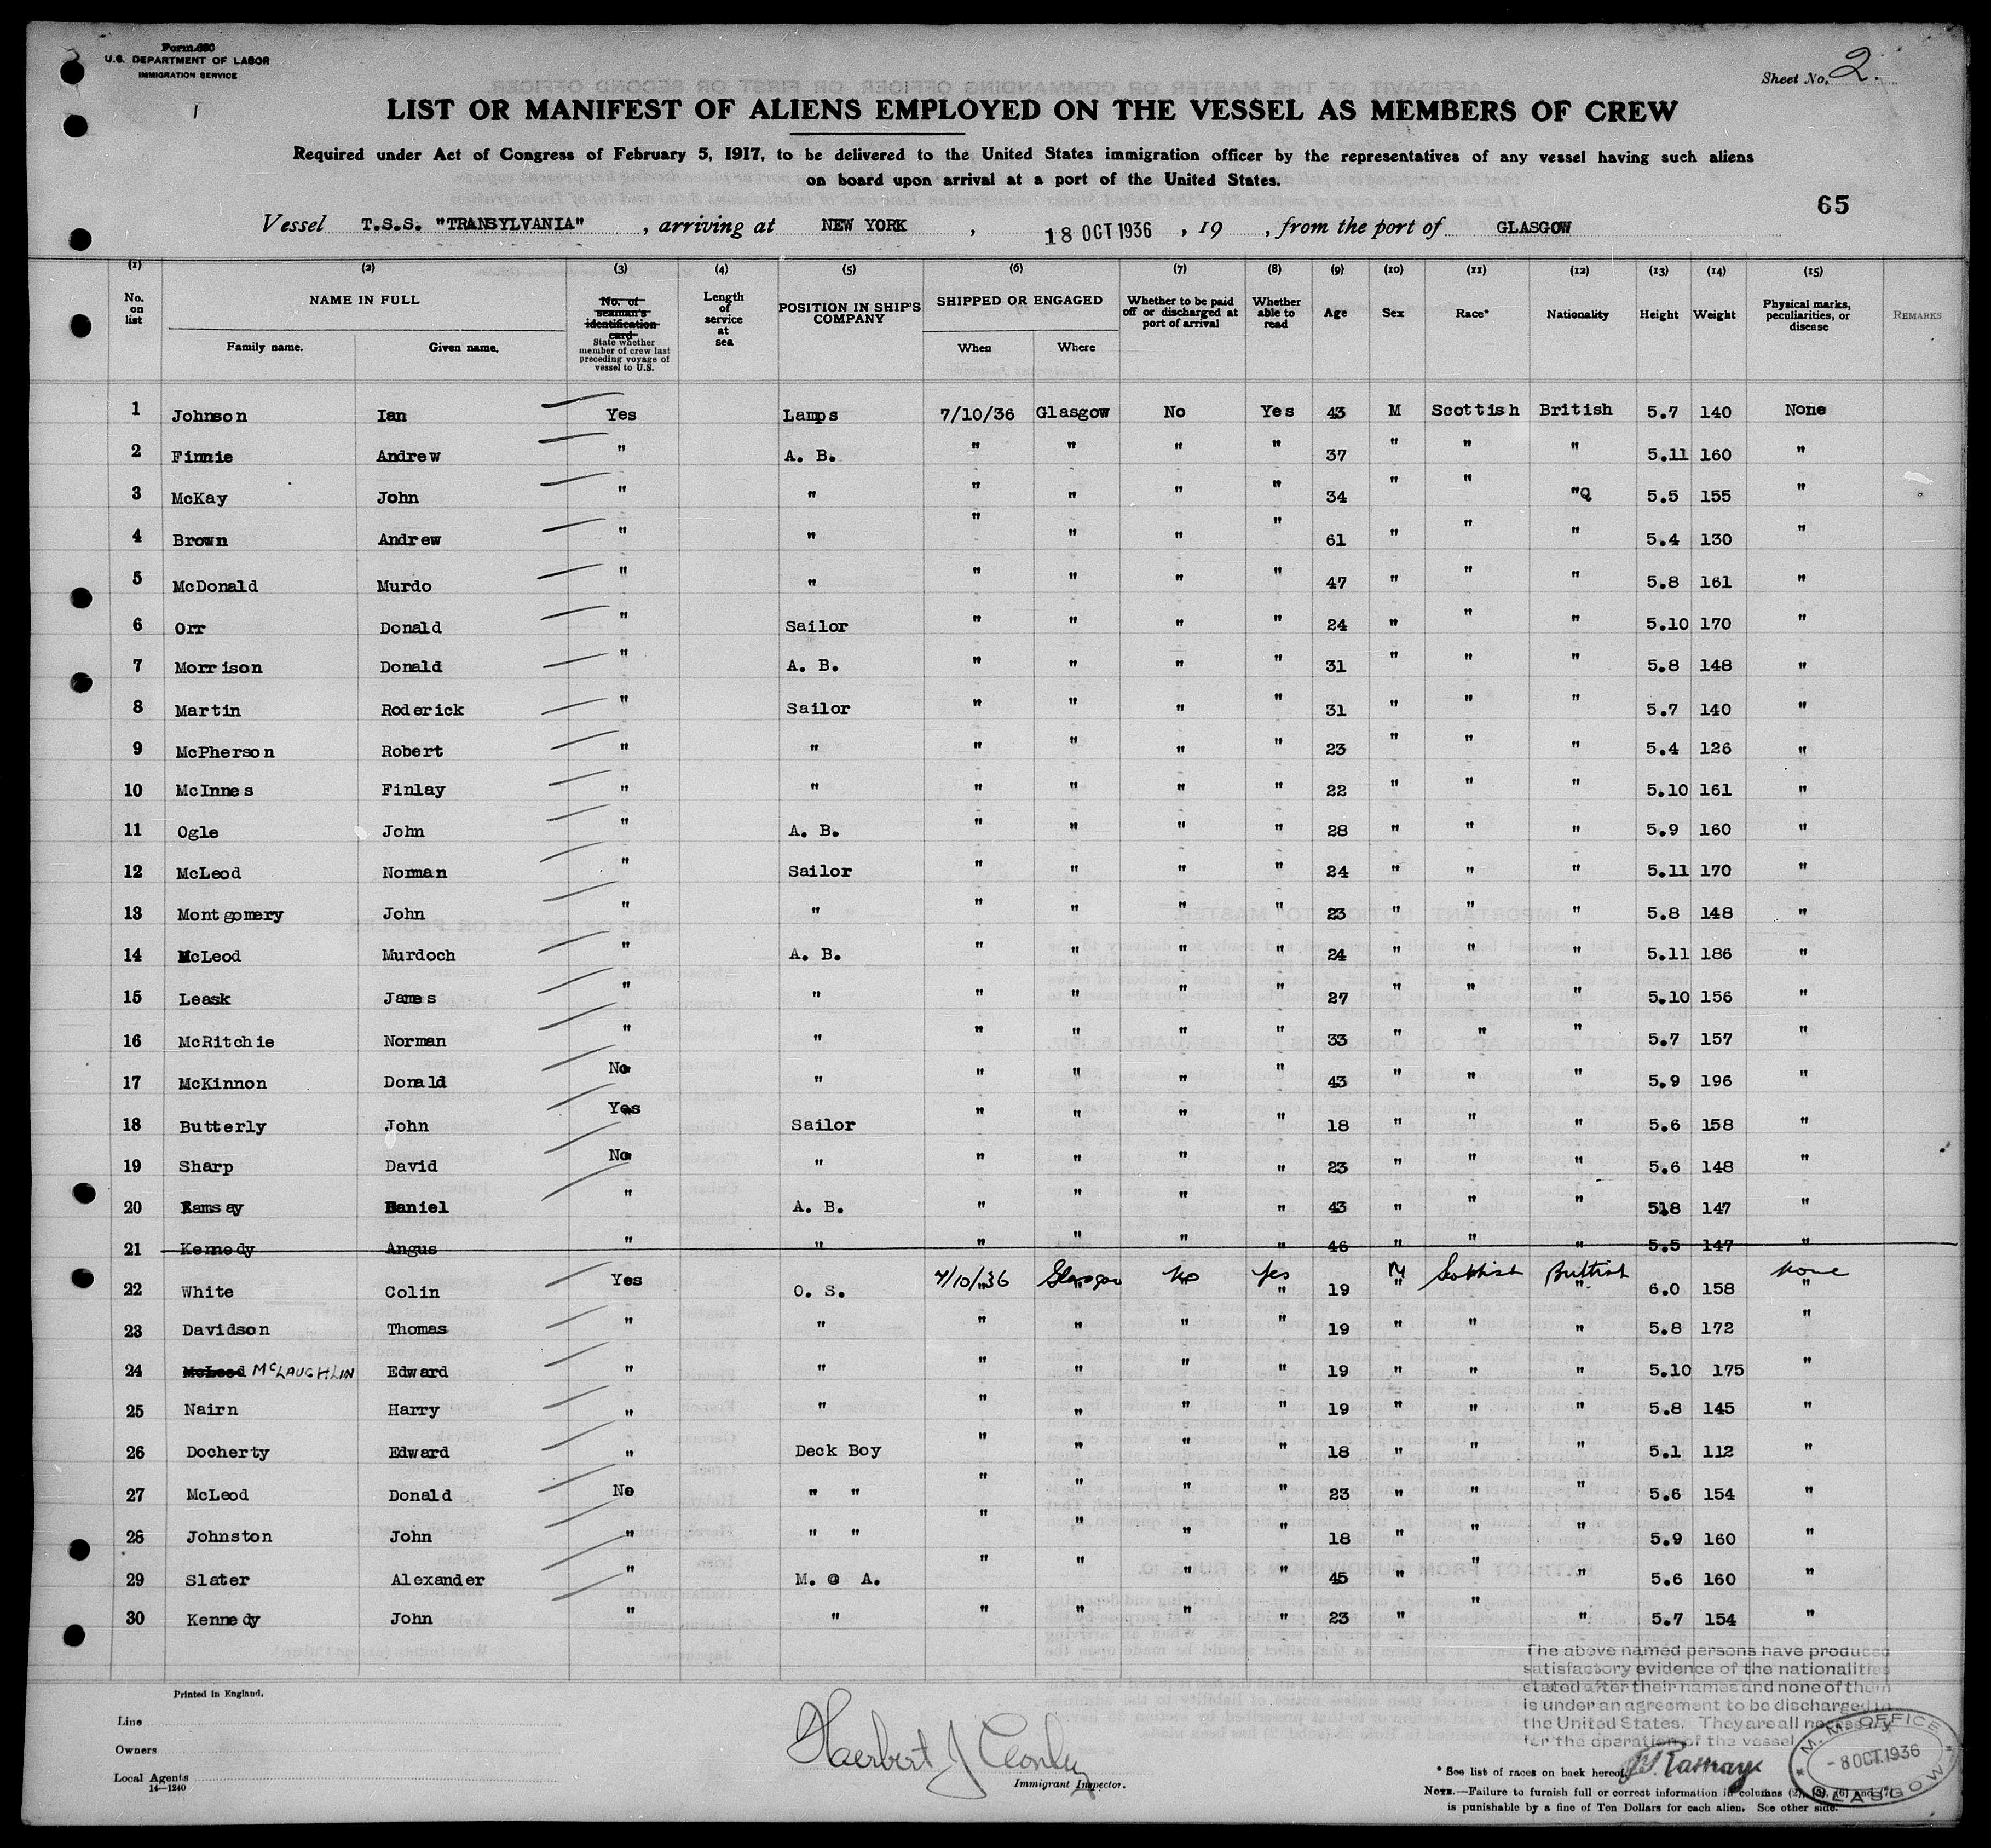 Form 680
U.S. DEPARTMENT OF LABOR
IMMIGRATION SERVICE
Sheet No. 2.
LIST OR MANIFEST OF ALIENS EMPLOYED ON THE VESSEL AS MEMBERS OF CREW
Required under Act of Congress of February 5, 1917, to be delivered to the United States immigration officer by the representatives of any vessel having such aliens
on board upon arrival at a port of the United States.
65
Vessel T.S.S. "TRANSYLVANIA" , arriving at NEW YORK , 18 OCT 1936 , 19 , from the port of GLASGOW
(1) (2) (3) (4) (5) (6) (7) (8) (9) (10) (11) (12) (13) (14) (15)
No. on list NAME IN FULL Family name. Given name. No. of seaman's identification card State whether member of crew last preceding voyage of vessel to U.S. Length of service at sea POSITION IN SHIP'S COMPANY SHIPPED OR ENGAGED When Where Whether to be paid off or discharged at port of arrival Whether able to read Age Sex Race* Nationality Height Weight Physical marks, peculiarities, or disease REMARKS
1 Johnson Ian Yes Lamps 7/10/36 Glasgow No Yes 43 M Scottish British 5.7 140 None
2 Finnie Andrew " A. B. " " " " 37 " " " 5.11 160 "
3 McKay John " " " " " " 34 " " "Q 5.5 155 "
4 Brown Andrew " " " " " " 61 " " " 5.4 130 "
5 McDonald Murdo " " " " " " 47 " " " 5.8 161 "
6 Orr Donald " Sailor " " " " 24 " " " 5.10 170 "
7 Morrison Donald " A. B. " " " " 31 " " " 5.8 148 "
8 Martin Roderick " Sailor " " " " 31 " " " 5.7 140 "
9 McPherson Robert " " " " " " 23 " " " 5.4 126 "
10 McInnes Finlay " " " " " " 22 " " " 5.10 161 "
11 Ogle John " A. B. " " " " 28 " " " 5.9 160 "
12 McLeod Norman " Sailor " " " " 24 " " " 5.11 170 "
13 Montgomery John " " " " " " 23 " " " 5.8 148 "
14 McLeod Murdoch " A. B. " " " " 24 " " " 5.11 186 "
15 Leask James " " " " " " 27 " " " 5.10 156 "
16 McRitchie Norman " " " " " " 33 " " " 5.7 157 "
17 McKinnon Donald No " " " " " 43 " " " 5.9 196 "
18 Butterly John Yes Sailor " " " " 18 " " " 5.6 158 "
19 Sharp David No " " " " " 23 " " " 5.6 148 "
20 Ramsay Daniel " A. B. " " " " 43 " " " 518 147 "
21 Kennedy Angus " " " " " " 46 " " " 5.5 147 "
22 White Colin Yes O. S. 7/10/36 Glasgow No Yes 19 M Scottish British 6.0 158 None
23 Davidson Thomas " " " " " " 19 " " " 5.8 172 "
24 McLeod McLAUGHLIN Edward " " " " " " 19 " " " 5.10 175 "
25 Nairn Harry " " " " " " 19 " " " 5.8 145 "
26 Docherty Edward " Deck Boy " " " " 18 " " " 5.1 112 "
27 McLeod Donald No " " " " " " 23 " " " 5.6 154 "
28 Johnston John " " " " " " " 18 " " " 5.9 160 "
29 Slater Alexander " M. @ A. " " " " 45 " " 5.6 160 "
30 Kennedy John " " " " " " 23 " " " 5.7 154 "
The above named persons have produced
satisfactory evidence of the nationalities
stated after their names and none of them
is under an agreement to be discharged in
the United States. They are all necessary
for the operation of the vessel
Printed in England.
Line
Owners
Local Agents
14—1240
Immigrant Inspector.
* See list of races on back hereof.
M. M. OFFICE
- 8 OCT. 1936
GLASGOW
NOTE.—Failure to furnish full or correct information in columns (2), (5), (6) and (7)
is punishable by a fine of Ten Dollars for each alien. See other side.